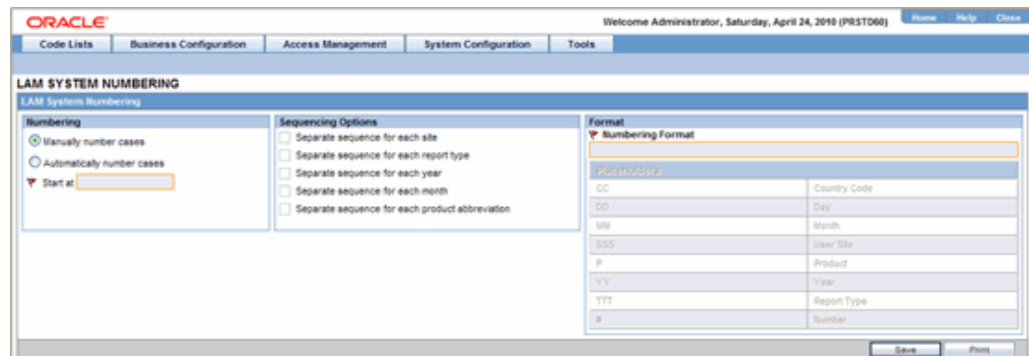 ORACLE
Welcome Administrator, Saturday, April 24, 2010 (PRSTD60)
Home Help Close
Code Lists Business Configuration Access Management System Configuration Tools
LAM SYSTEM NUMBERING
LAM System Numbering
Numbering
Manually number cases
Automatically number cases
Start at
Sequencing Options
Separate sequence for each site
Separate sequence for each report type
Separate sequence for each year
Separate sequence for each month
Separate sequence for each product abbreviation
Format
Numbering Format
Placeholders
CC Country Code
DD Day
MM Month
SSS User Site
P Product
YY Year
TTT Report Type
# Number
Save Print